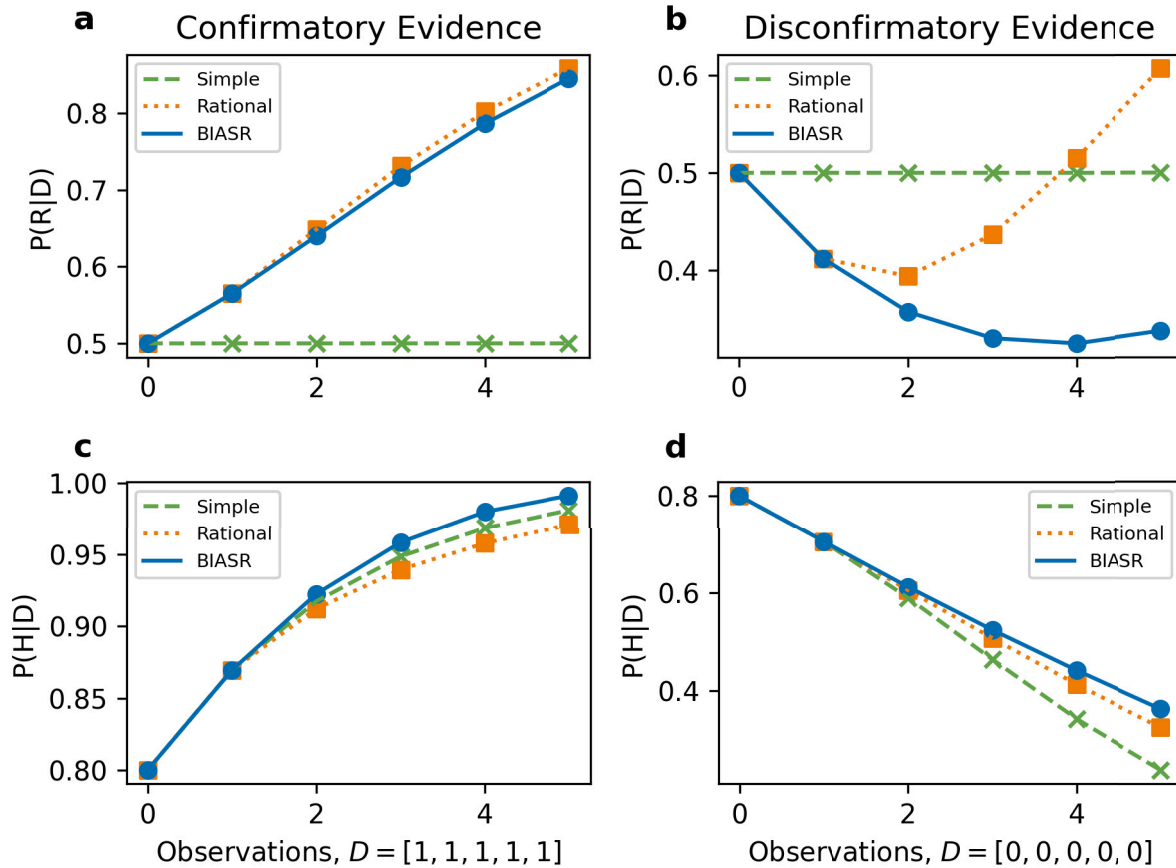 a
Confirmatory Evidence
Simple
Rational
BIASR
P(R|D)
0.8
0.7
0.6
0.5
0
2
4
b
Disconfirmatory Evidence
Simple
Rational
BIASR
P(R|D)
0.6
0.5
0.4
0
2
4
c
Simple
Rational
BIASR
P(H|D)
1.00
0.95
0.90
0.85
0.80
0
2
4
Observations, D = [1, 1, 1, 1, 1]
d
Simple
Rational
BIASR
P(H|D)
0.8
0.6
0.4
0
2
4
Observations, D = [0, 0, 0, 0, 0]